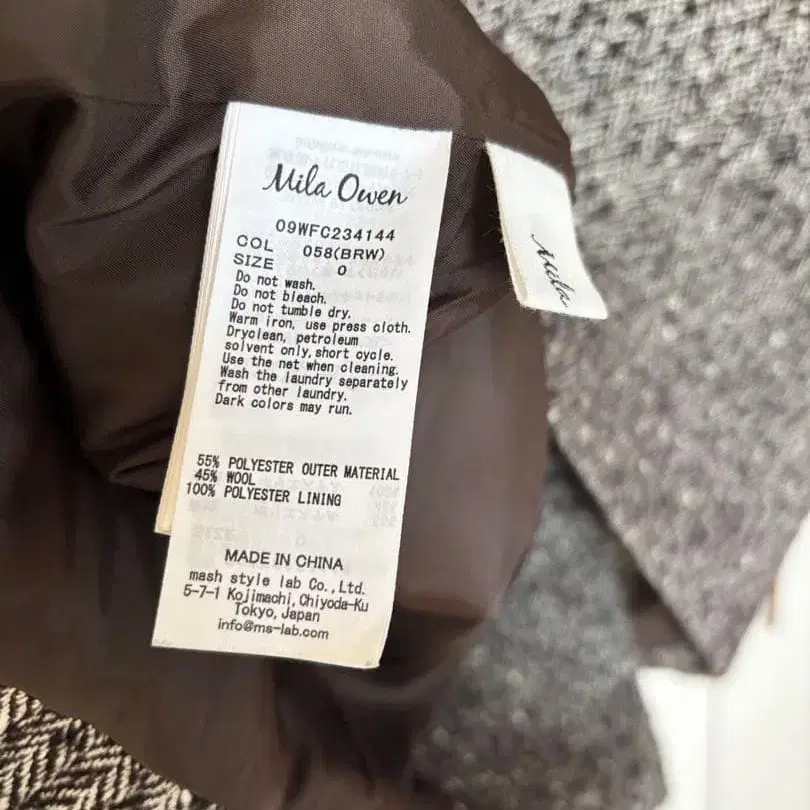 Mila Owen
09WFC234144
COL 058(BRW)
SIZE 0
Do not wash.
Do not bleach.
Do not tumble dry.
Warm iron, use press cloth.
Dryclean, petroleum
solvent only, short cycle.
Use the net when cleaning.
Wash the laundry separately
from other laundry.
Dark colors may run.
55% POLYESTER OUTER MATERIAL
45% WOOL
100% POLYESTER LINING
MADE IN CHINA
mash style lab Co., Ltd.
5-7-1 Kojimachi, Chiyoda-Ku
Tokyo, Japan
info@ms-lab.com
Mila